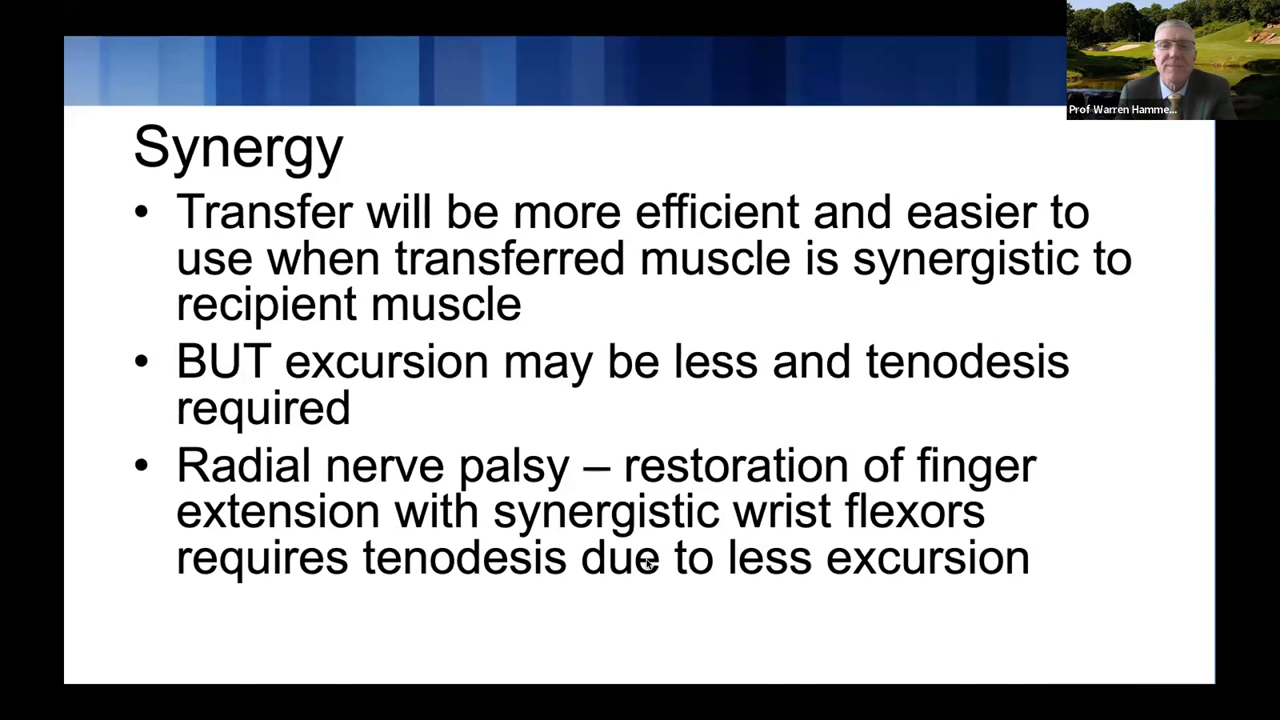 Prof Warren Hamme...
Synergy
• Transfer will be more efficient and easier to
use when transferred muscle is synergistic to
recipient muscle
• BUT excursion may be less and tenodesis
required
• Radial nerve palsy – restoration of finger
extension with synergistic wrist flexors
requires tenodesis due to less excursion